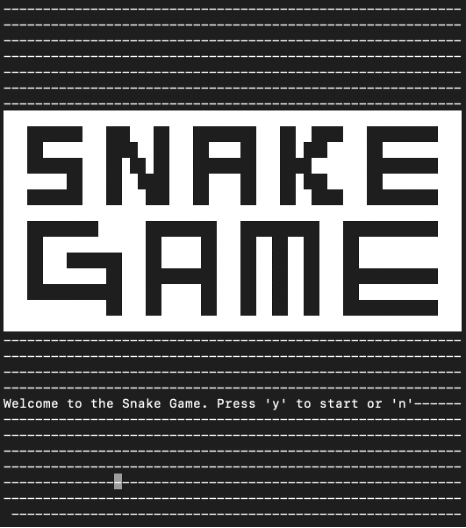 SNAKE
GAME
Welcome to the Snake Game. Press 'y' to start or 'n'